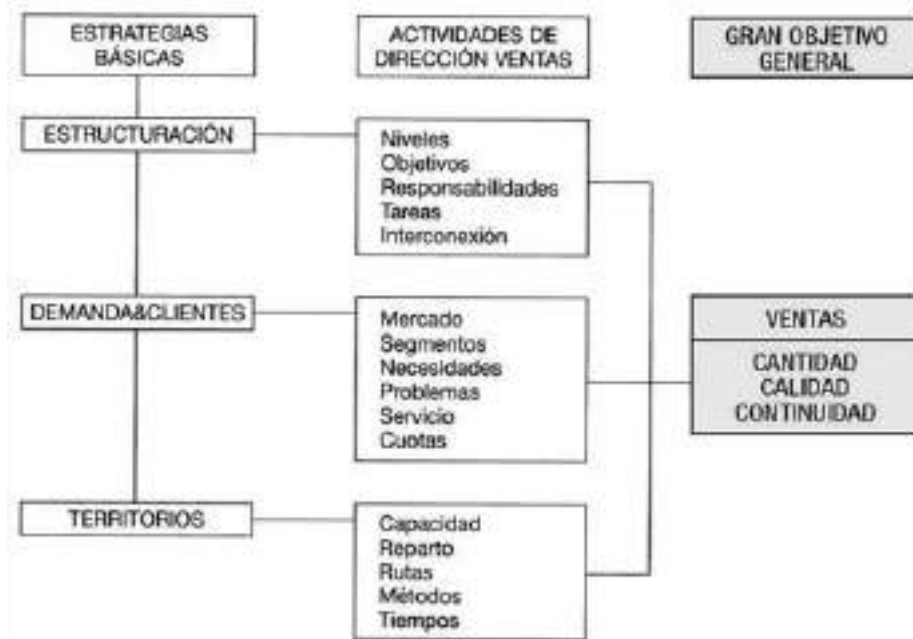 ESTRATEGIAS
BÁSICAS
ACTIVIDADES DE
DIRECCIÓN VENTAS
GRAN OBJETIVO
GENERAL
ESTRUCTURACIÓN
Niveles
Objetivos
Responsabilidades
Tareas
Interconexión
DEMANDA&CLIENTES
Mercado
Segmentos
Necesidades
Problemas
Servicio
Cuotas
VENTAS
CANTIDAD
CALIDAD
CONTINUIDAD
TERRITORIOS
Capacidad
Reparto
Rutas
Métodos
Tiempos